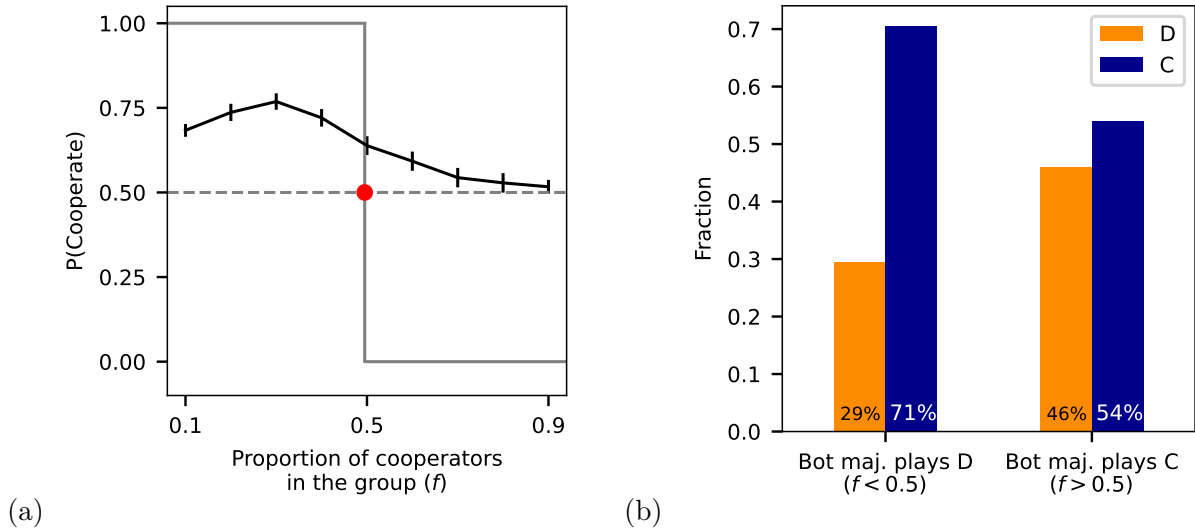 1.00
0.75
0.50
0.25
0.00
P(Cooperate)
0.1 0.5 0.9
Proportion of cooperators
in the group (f)
(a)
0.7
0.6
0.5
0.4
0.3
0.2
0.1
0.0
Fraction
D
C
29% 71% 46% 54%
Bot maj. plays D Bot maj. plays C
(f < 0.5) (f > 0.5)
(b)